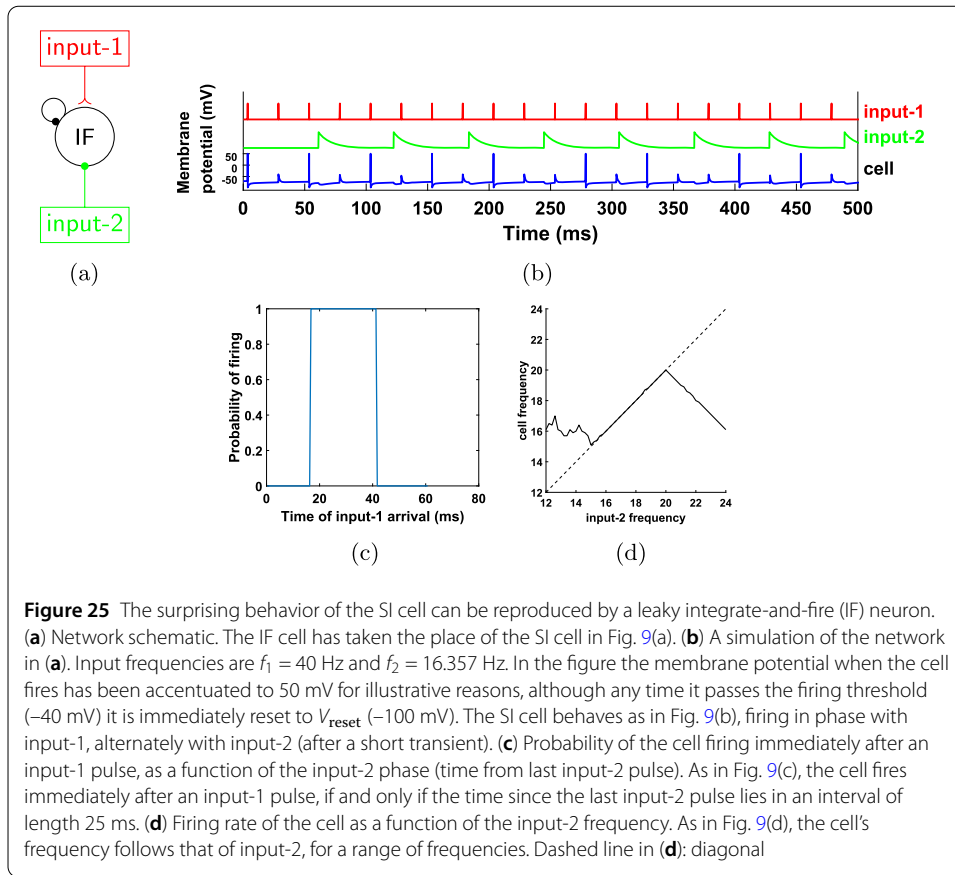 input-1
IF
input-2
(a)
Membrane
potential (mV)
50
0
-50
input-1
input-2
cell
0 50 100 150 200 250 300 350 400 450 500
Time (ms)
(b)
Probability of firing
1
0.8
0.6
0.4
0.2
0
0 20 40 60 80
Time of input-1 arrival (ms)
(c)
cell frequency
24
22
20
18
16
14
12
12 14 16 18 20 22 24
input-2 frequency
(d)
Figure 25 The surprising behavior of the SI cell can be reproduced by a leaky integrate-and-fire (IF) neuron.
(a) Network schematic. The IF cell has taken the place of the SI cell in Fig. 9(a). (b) A simulation of the network
in (a). Input frequencies are f₁ = 40 Hz and f₂ = 16.357 Hz. In the figure the membrane potential when the cell
fires has been accentuated to 50 mV for illustrative reasons, although any time it passes the firing threshold
(–40 mV) it is immediately reset to Vreset (–100 mV). The SI cell behaves as in Fig. 9(b), firing in phase with
input-1, alternately with input-2 (after a short transient). (c) Probability of the cell firing immediately after an
input-1 pulse, as a function of the input-2 phase (time from last input-2 pulse). As in Fig. 9(c), the cell fires
immediately after an input-1 pulse, if and only if the time since the last input-2 pulse lies in an interval of
length 25 ms. (d) Firing rate of the cell as a function of the input-2 frequency. As in Fig. 9(d), the cell's
frequency follows that of input-2, for a range of frequencies. Dashed line in (d): diagonal